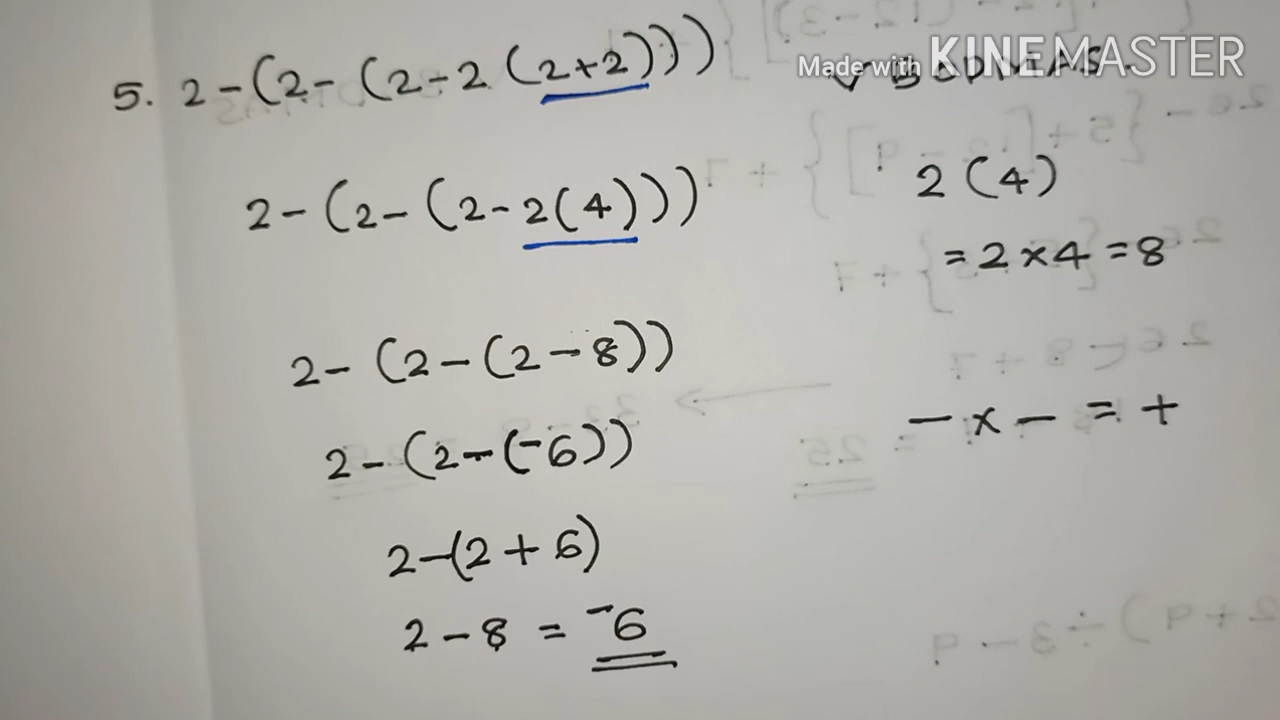 Made with KINEMASTER
5. 2-(2-(2-2(2+2)))
2-(2-(2-2(4)))
2(4)
=2×4=8
2-(2-(2-8))
- × - = +
2-(2-(-6))
2-(2+6)
2-8 = -6